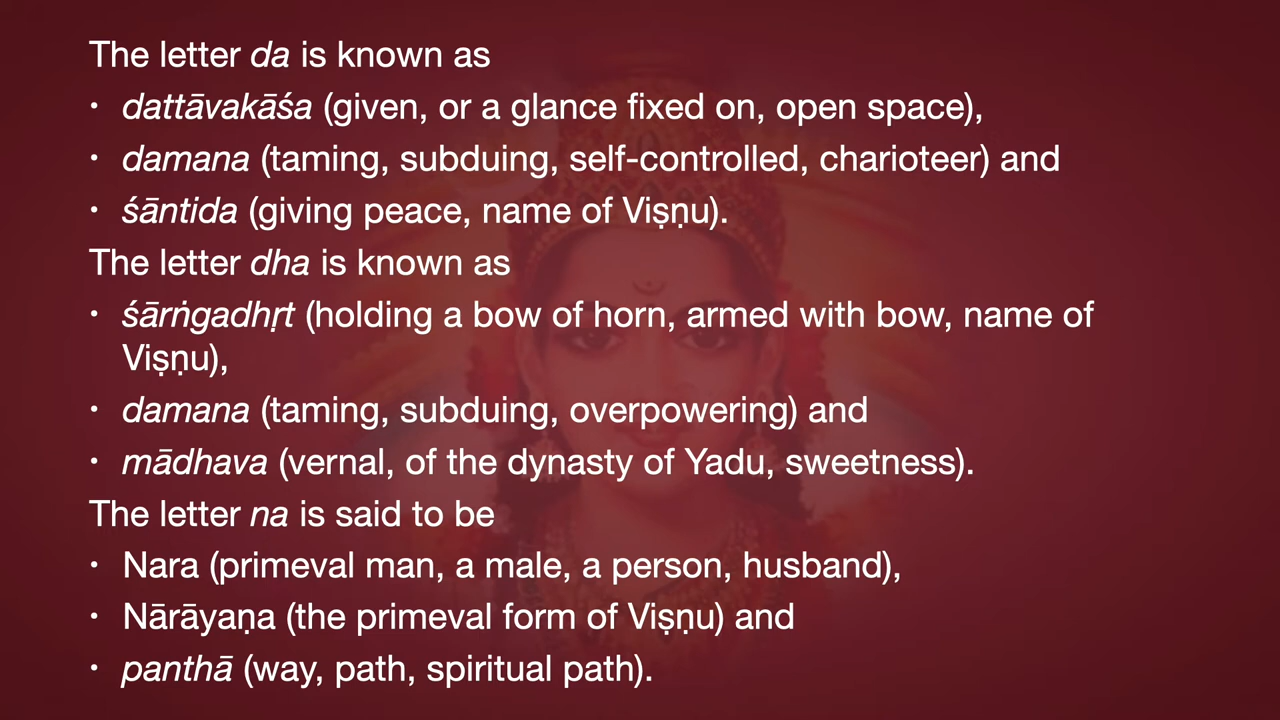 The letter da is known as
• dattāvakāśa (given, or a glance fixed on, open space),
• damana (taming, subduing, self-controlled, charioteer) and
• śāntida (giving peace, name of Viṣṇu).
The letter dha is known as
• śārṅgadhṛt (holding a bow of horn, armed with bow, name of
Viṣṇu),
• damana (taming, subduing, overpowering) and
• mādhava (vernal, of the dynasty of Yadu, sweetness).
The letter na is said to be
• Nara (primeval man, a male, a person, husband),
• Nārāyaṇa (the primeval form of Viṣṇu) and
• panthā (way, path, spiritual path).